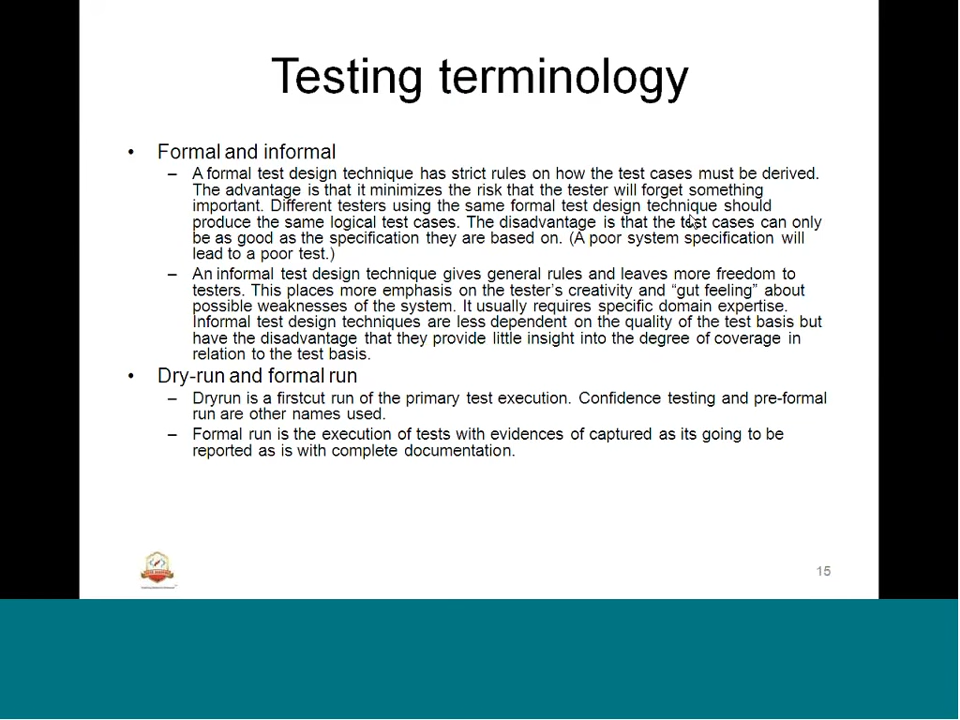 Testing terminology
• Formal and informal
– A formal test design technique has strict rules on how the test cases must be derived.
The advantage is that it minimizes the risk that the tester will forget something
important. Different testers using the same formal test design technique should
produce the same logical test cases. The disadvantage is that the test cases can only
be as good as the specification they are based on. (A poor system specification will
lead to a poor test.)
– An informal test design technique gives general rules and leaves more freedom to
testers. This places more emphasis on the tester's creativity and “gut feeling” about
possible weaknesses of the system. It usually requires specific domain expertise.
Informal test design techniques are less dependent on the quality of the test basis but
have the disadvantage that they provide little insight into the degree of coverage in
relation to the test basis.
• Dry-run and formal run
– Dryrun is a firstcut run of the primary test execution. Confidence testing and pre-formal
run are other names used.
– Formal run is the execution of tests with evidences of captured as its going to be
reported as is with complete documentation.
15